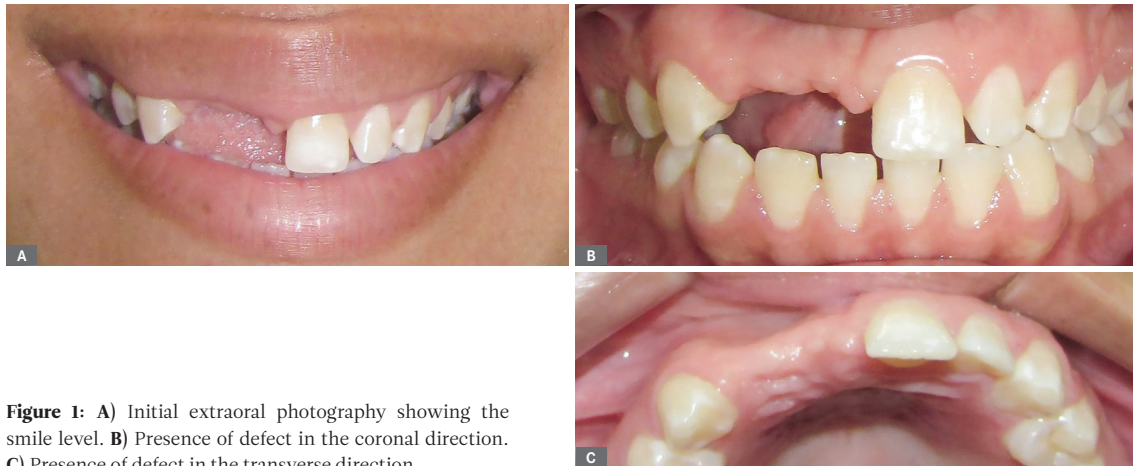 A
B
Figure 1: A) Initial extraoral photography showing the
smile level. B) Presence of defect in the coronal direction.
C) Presence of defect in the transverse direction
C